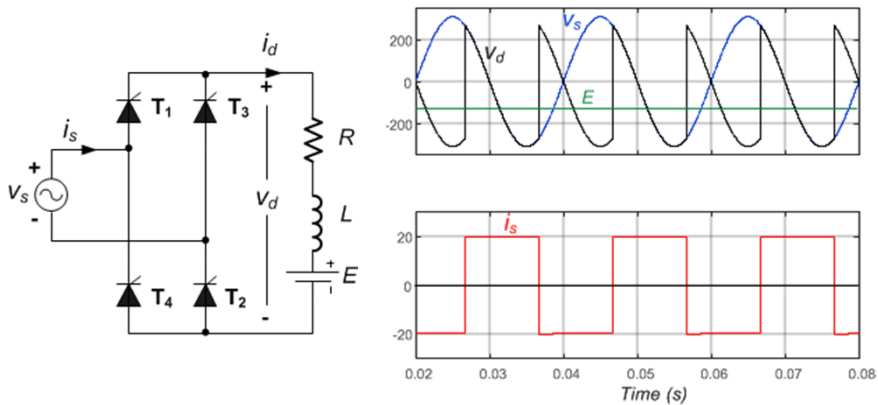 i_d
+
T₁
T₃
i_s
R
+
v_s
-
v_d
L
+
E
-
T₄
T₂
-
200
0
-200
v_s
v_d
E
20
0
-20
i_s
0.02
0.03
0.04
0.05
0.06
0.07
0.08
Time (s)